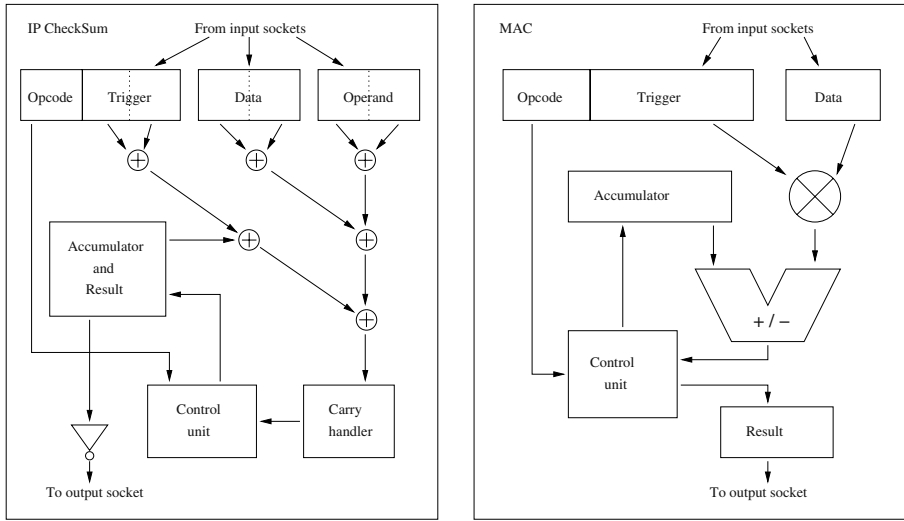 IP CheckSum
From input sockets
Opcode
Trigger
Data
Operand
Accumulator
and
Result
Control
unit
Carry
handler
To output socket
MAC
From input sockets
Opcode
Trigger
Data
Accumulator
+ / −
Control
unit
Result
To output socket